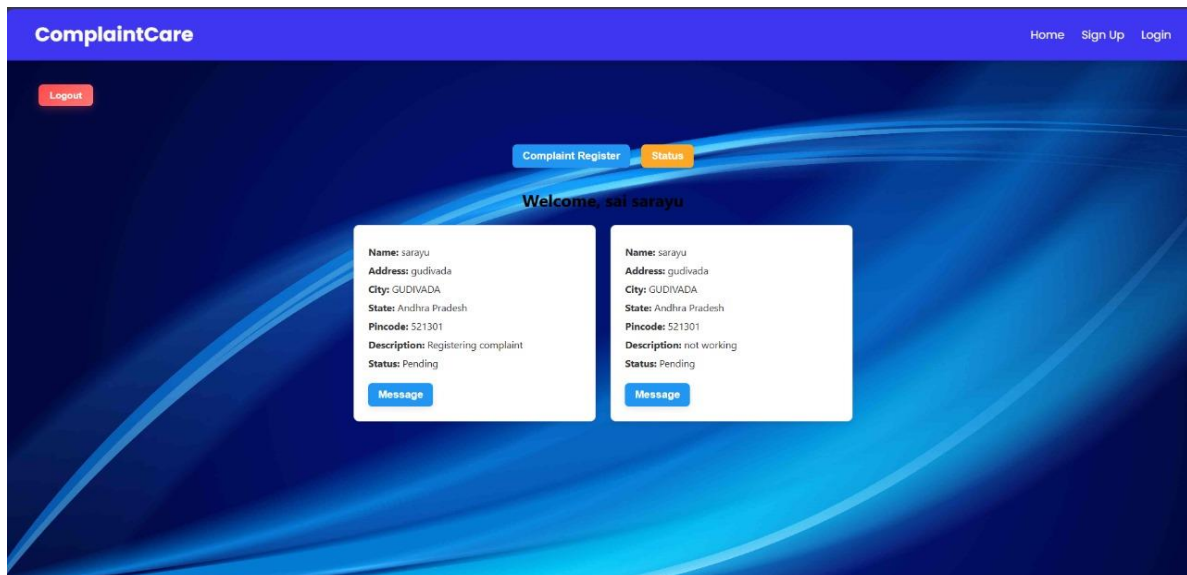 ComplaintCare
Home Sign Up Login
Logout
Complaint Register Status
Welcome, sai sarayu
Name: sarayu
Address: gudivada
City: GUDIVADA
State: Andhra Pradesh
Pincode: 521301
Description: Registering complaint
Status: Pending
Message
Name: sarayu
Address: gudivada
City: GUDIVADA
State: Andhra Pradesh
Pincode: 521301
Description: not working
Status: Pending
Message